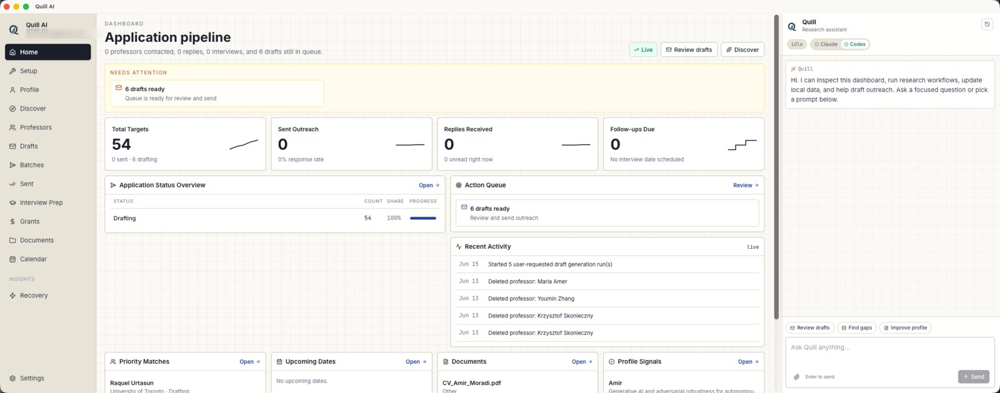 Quill AI
Quill AI
Home
Setup
Profile
Discover
Professors
Drafts
Batches
Sent
Interview Prep
Grants
Documents
Calendar
INSIGHTS
Recovery
Settings
DASHBOARD
Application pipeline
0 professors contacted, 0 replies, 0 interviews, and 6 drafts still in queue.
Live
Review drafts
Discover
NEEDS ATTENTION
6 drafts ready
Queue is ready for review and send
Total Targets
54
0 sent · 6 drafting
Sent Outreach
0
0% response rate
Replies Received
0
0 unread right now
Follow-ups Due
0
No interview date scheduled
Application Status Overview
Open →
STATUS COUNT SHARE PROGRESS
Drafting 54 100%
Action Queue
Review →
6 drafts ready
Review and send outreach
Recent Activity
live
Jun 15 Started 5 user-requested draft generation run(s)
Jun 13 Deleted professor: Maria Amer
Jun 13 Deleted professor: Youmin Zhang
Jun 13 Deleted professor: Krzysztof Skonieczny
Jun 13 Deleted professor: Krzysztof Skonieczny
Priority Matches
Open →
Raquel Urtasun
University of Toronto · Drafting
Upcoming Dates
Open →
No upcoming dates.
Documents
Open →
CV_Amir_Moradi.pdf
Other
Profile Signals
Open →
Amir
Generative AI and adversarial robustness for autonomou...
Quill
Research assistant
idle
Claude
Codex
Quill
Hi. I can inspect this dashboard, run research workflows, update
local data, and help draft outreach. Ask a focused question or pick
a prompt below.
Review drafts
Find gaps
Improve profile
Ask Quill anything...
Enter to send
Send